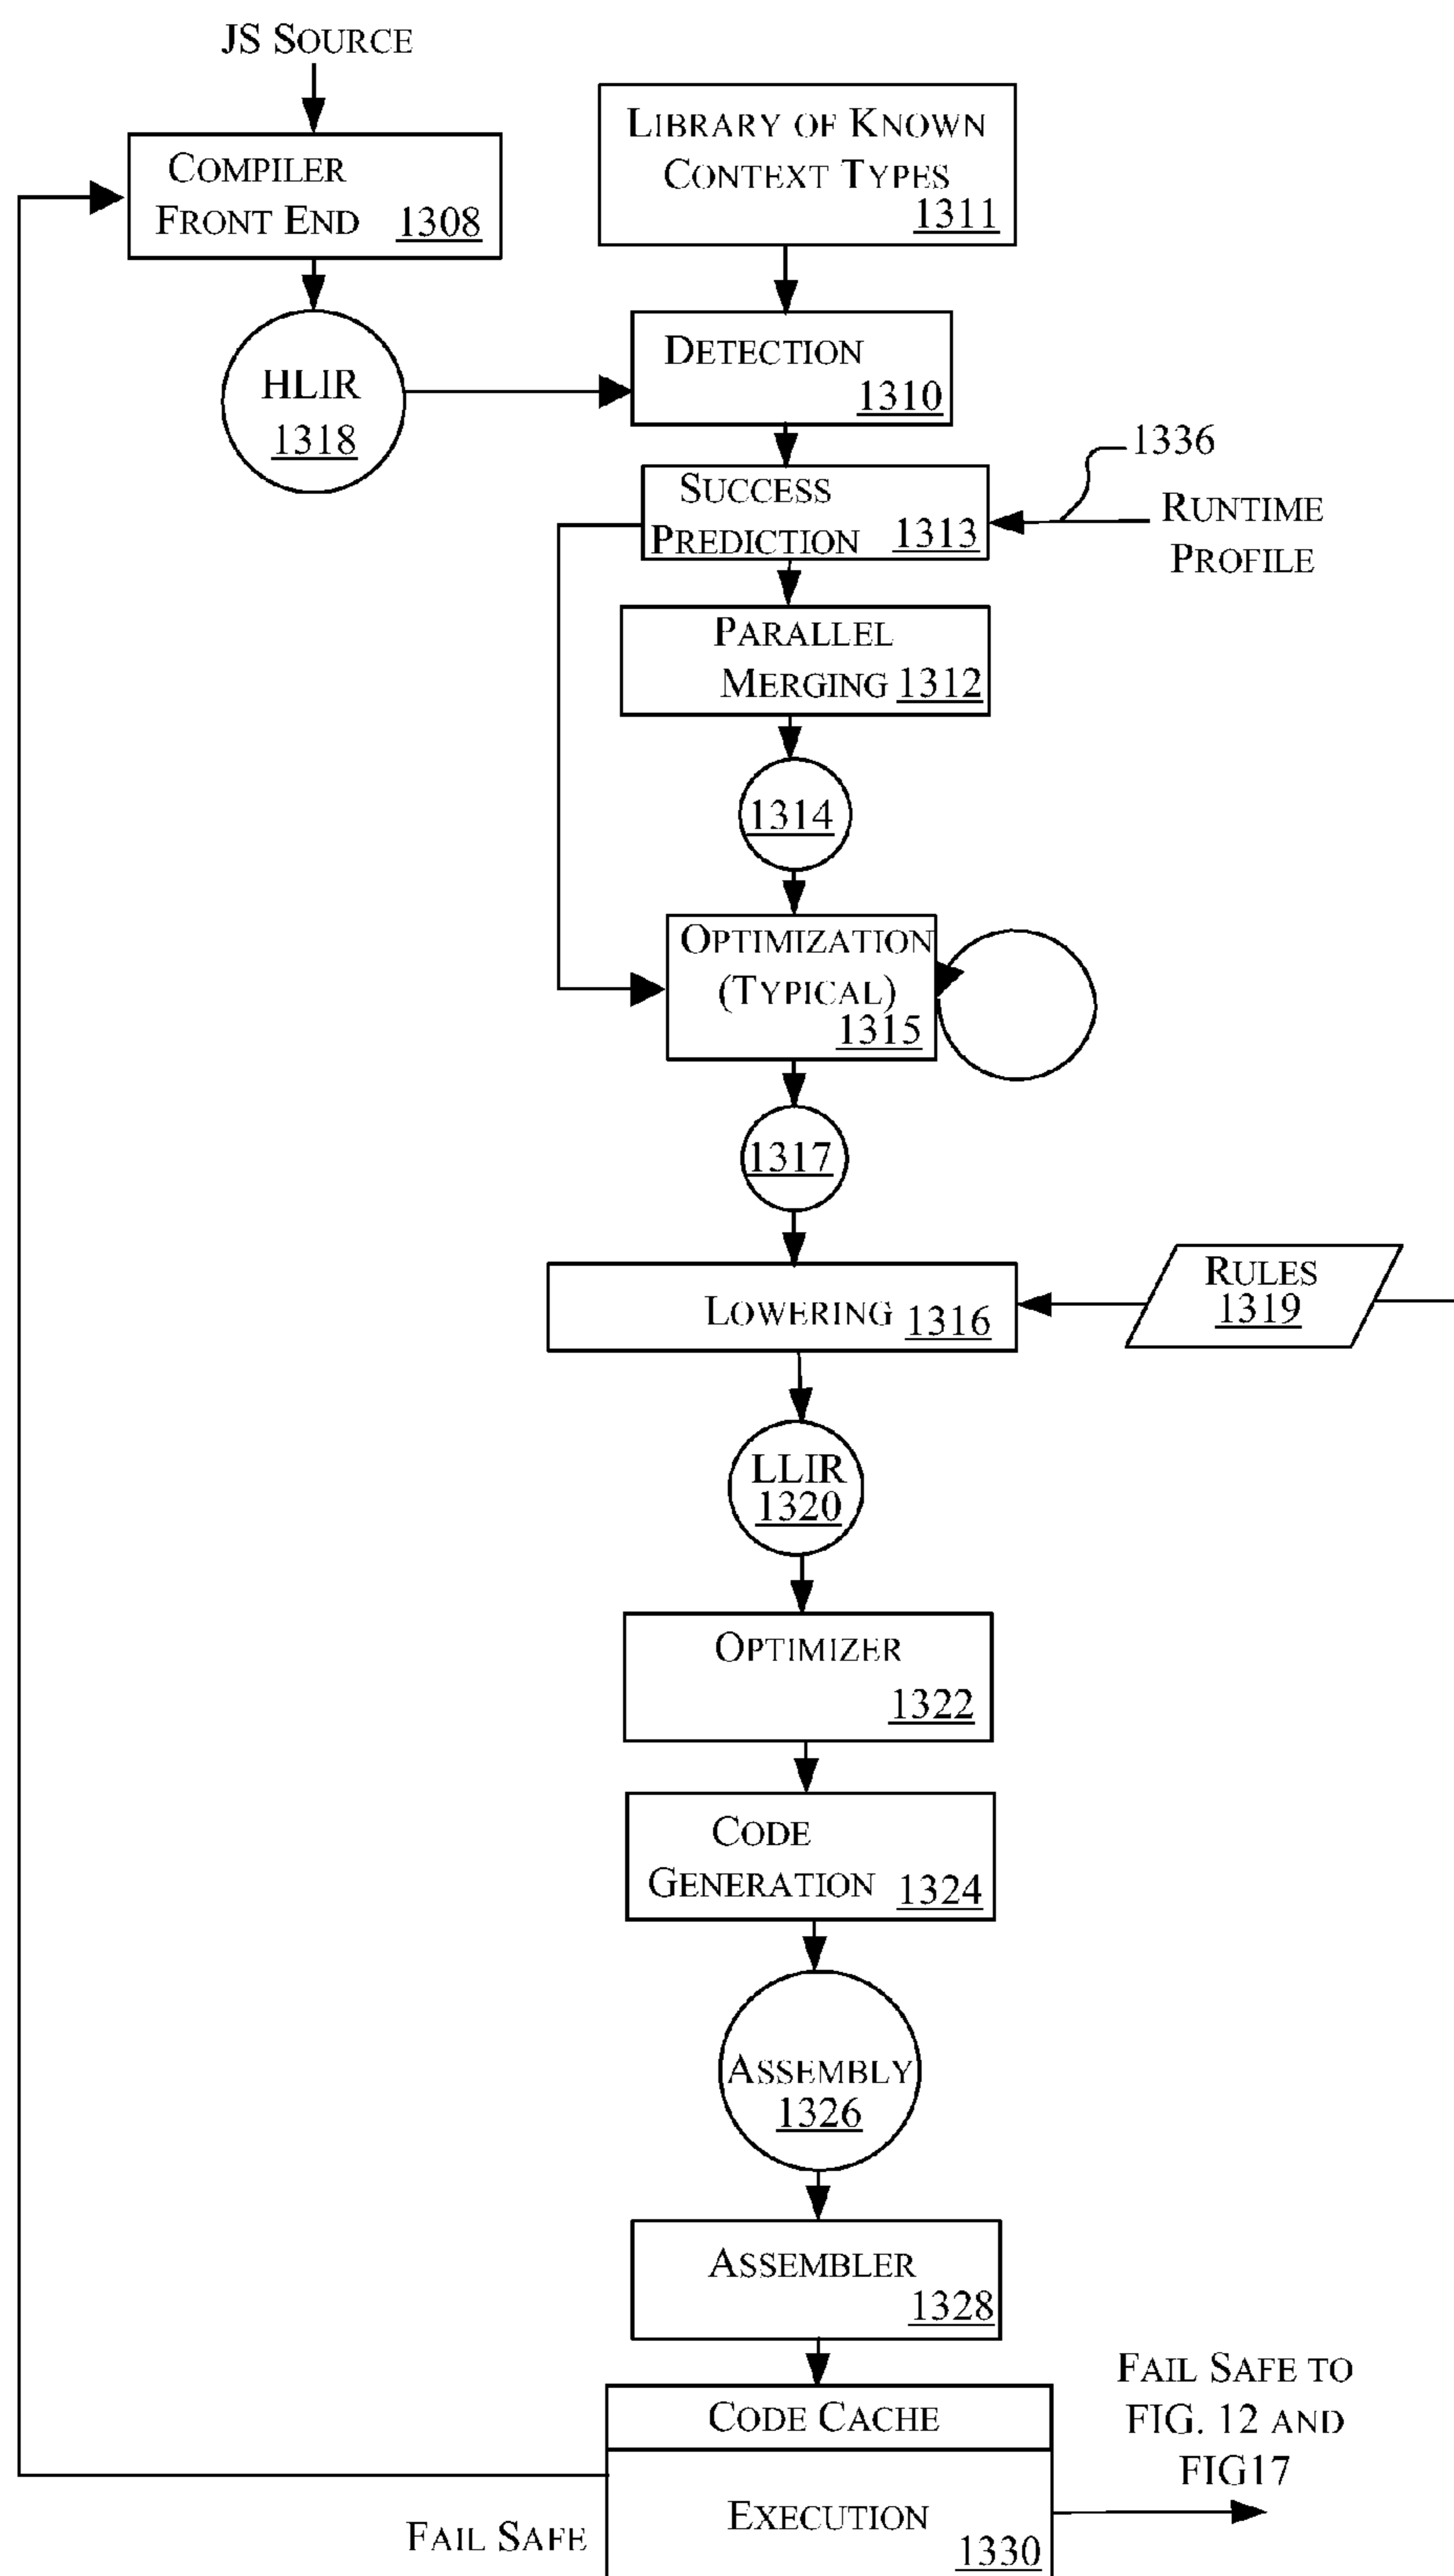 JS SOURCE
LIBRARY OF KNOWN
CONTEXT TYPES
1311
COMPILER
FRONT END 1308
HLIR
1318
DETECTION
1310
1336
SUCCESS
PREDICTION 1313
RUNTIME
PROFILE
PARALLEL
MERGING 1312
1314
OPTIMIZATION
(TYPICAL)
1315
1317
RULES
1319
LOWERING 1316
LLIR
1320
OPTIMIZER
1322
CODE
GENERATION 1324
ASSEMBLY
1326
ASSEMBLER
1328
CODE CACHE
FAIL SAFE TO
FIG. 12 AND
FIG17
EXECUTION
1330
FAIL SAFE